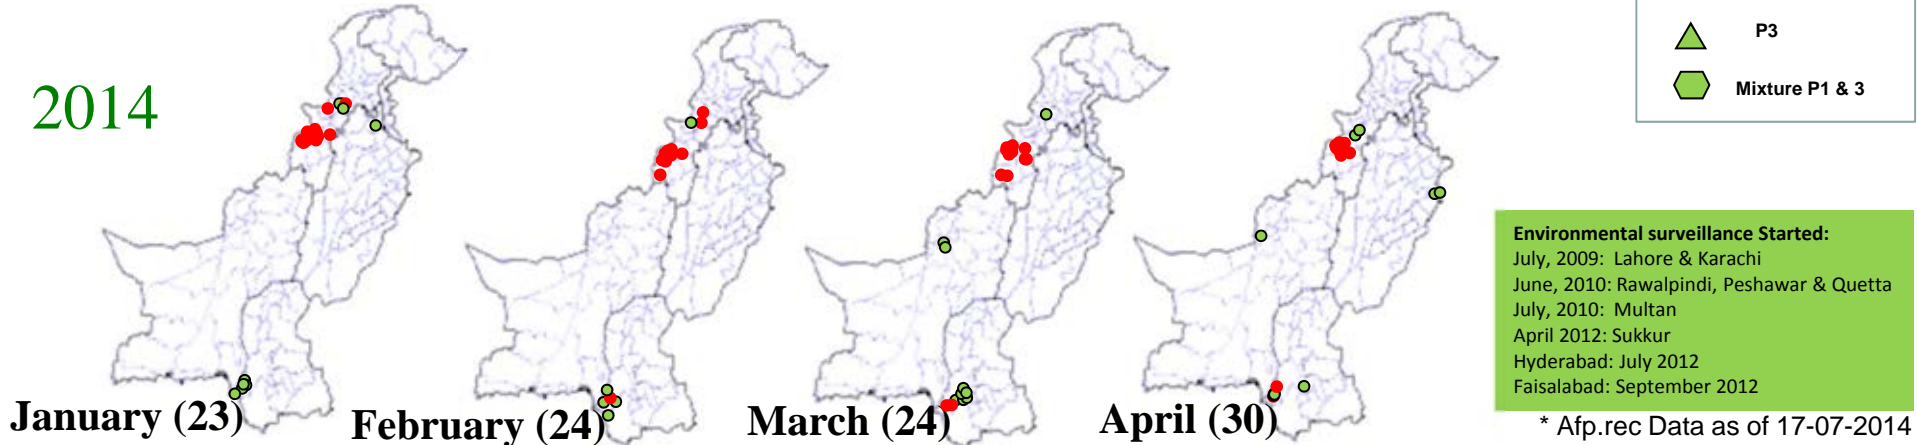 2014
January (23)
February (24)
March (24)
April (30)
P3
Mixture P1 & 3
Environmental surveillance Started:
July, 2009: Lahore & Karachi
June, 2010: Rawalpindi, Peshawar & Quetta
July, 2010: Multan
April 2012: Sukkur
Hyderabad: July 2012
Faisalabad: September 2012
* Afp.rec Data as of 17-07-2014